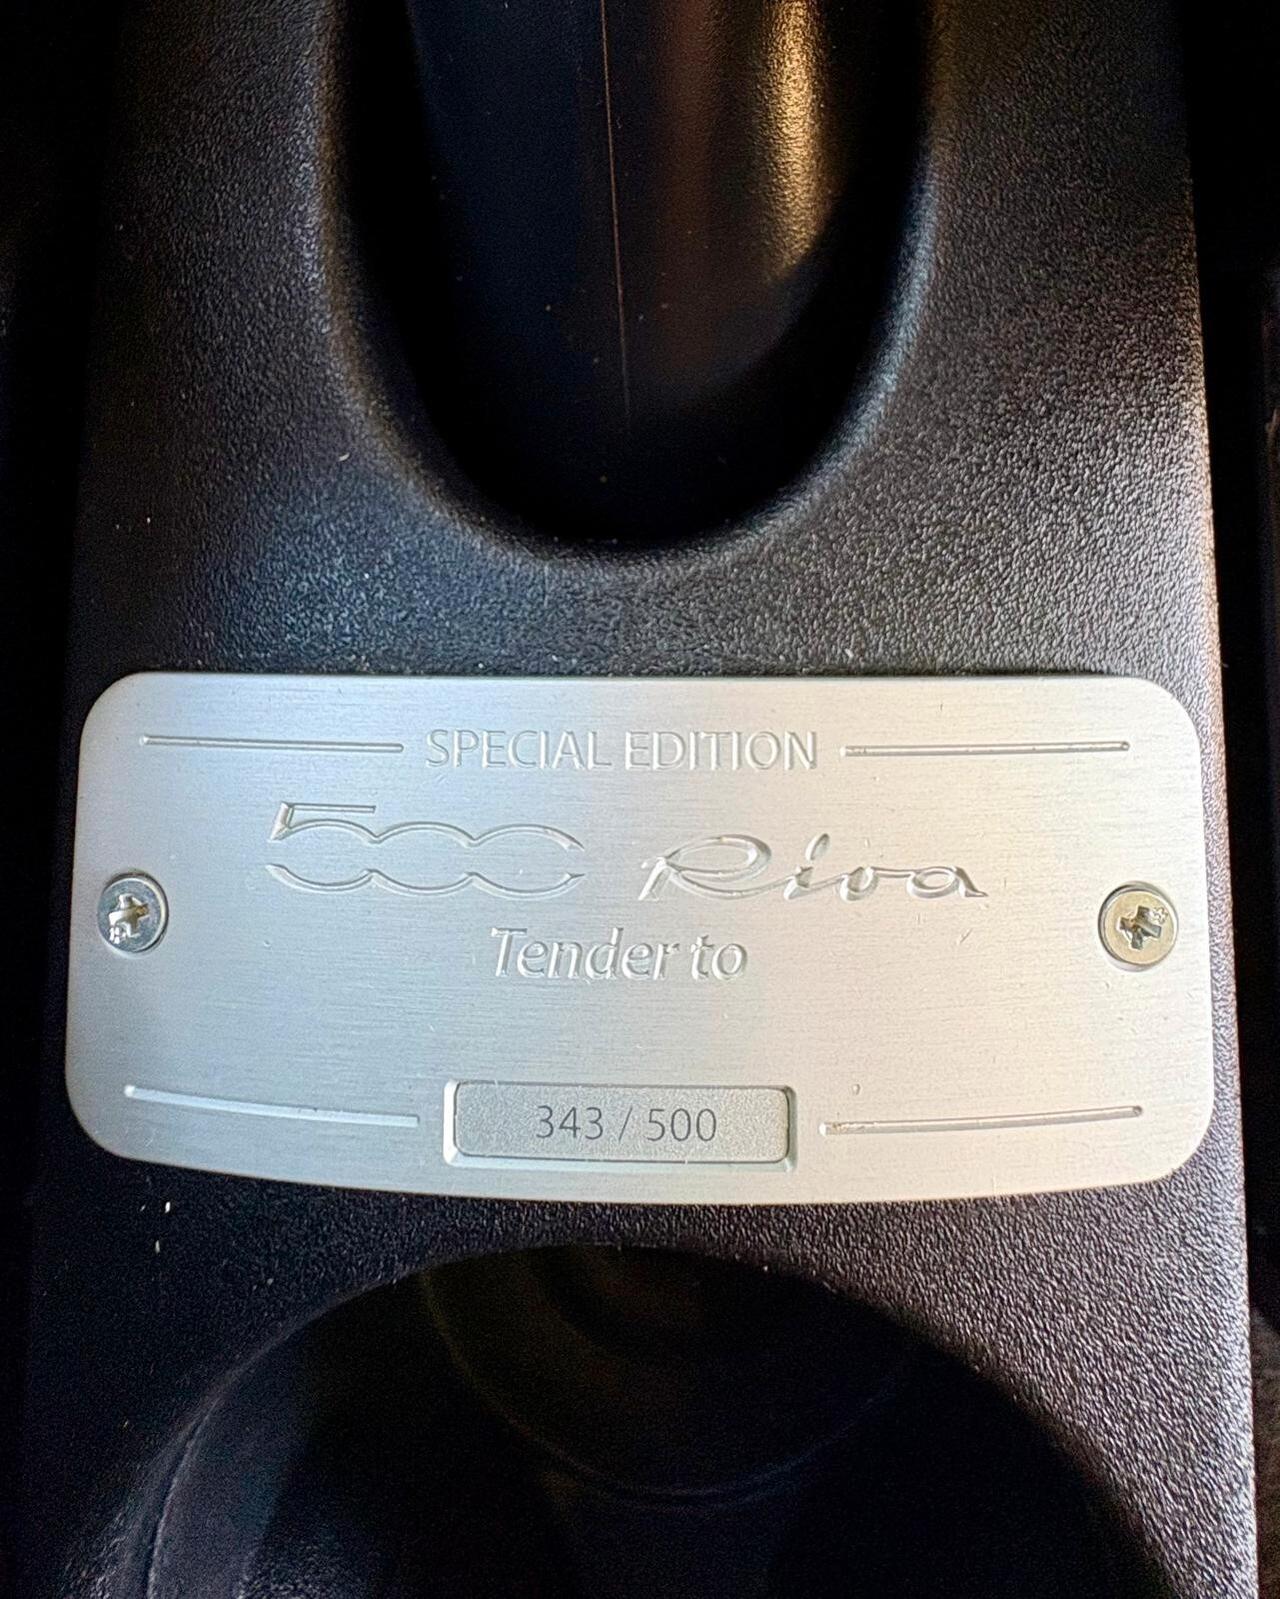 SPECIAL EDITION
500 Riva
Tender to
343 / 500